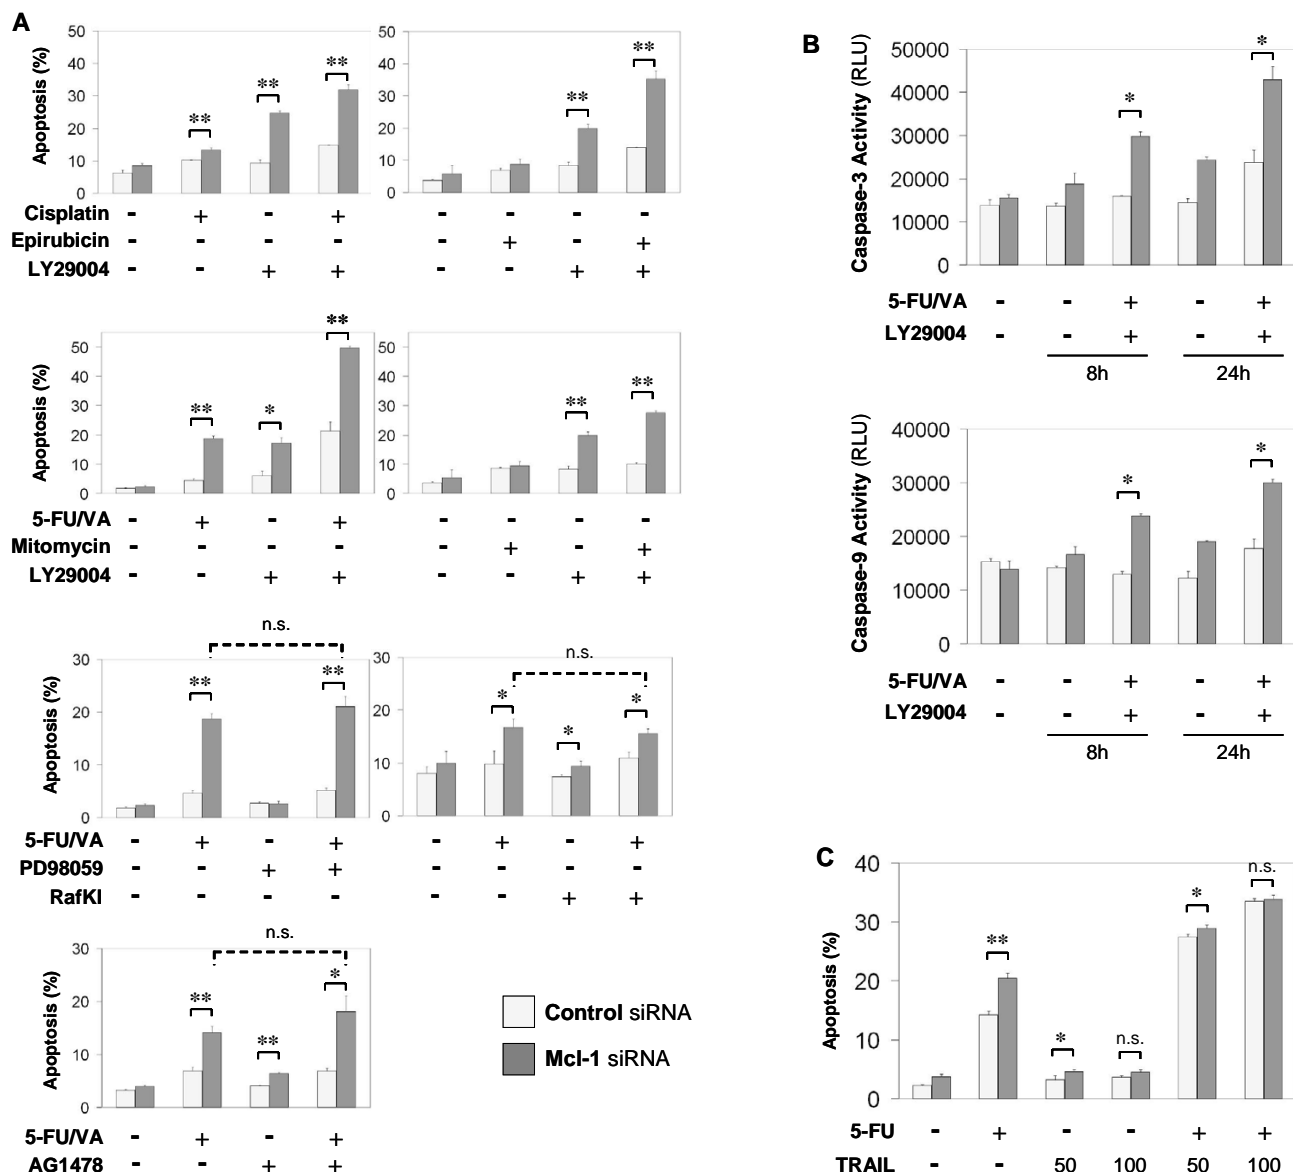 A
Apoptosis (%)
50
40
30
20
10
0
**
**
**
50
40
30
20
10
0
**
**
Cisplatin - + - + - - - -
Epirubicin - - - - - + - +
LY29004 - - + + - - + +
Apoptosis (%)
50
40
30
20
10
0
**
*
**
50
40
30
20
10
0
**
**
5-FU/VA - + - + - - - -
Mitomycin - - - - - + - +
LY29004 - - + + - - + +
Apoptosis (%)
30
20
10
0
n.s.
**
**
30
20
10
0
n.s.
*
*
*
5-FU/VA - + - + - + - +
PD98059 - - + + - - - -
RafKI - - - - - - + +
Apoptosis (%)
30
20
10
0
n.s.
**
**
*
5-FU/VA - + - +
AG1478 - - + +
Control siRNA
Mcl-1 siRNA
B
Caspase-3 Activity (RLU)
50000
40000
30000
20000
10000
0
*
*
5-FU/VA - - + - +
LY29004 - - + - +
8h 24h
Caspase-9 Activity (RLU)
40000
30000
20000
10000
0
*
*
5-FU/VA - - + - +
LY29004 - - + - +
8h 24h
C
Apoptosis (%)
40
30
20
10
0
**
*
n.s.
*
n.s.
5-FU - + - - + +
TRAIL - - 50 100 50 100